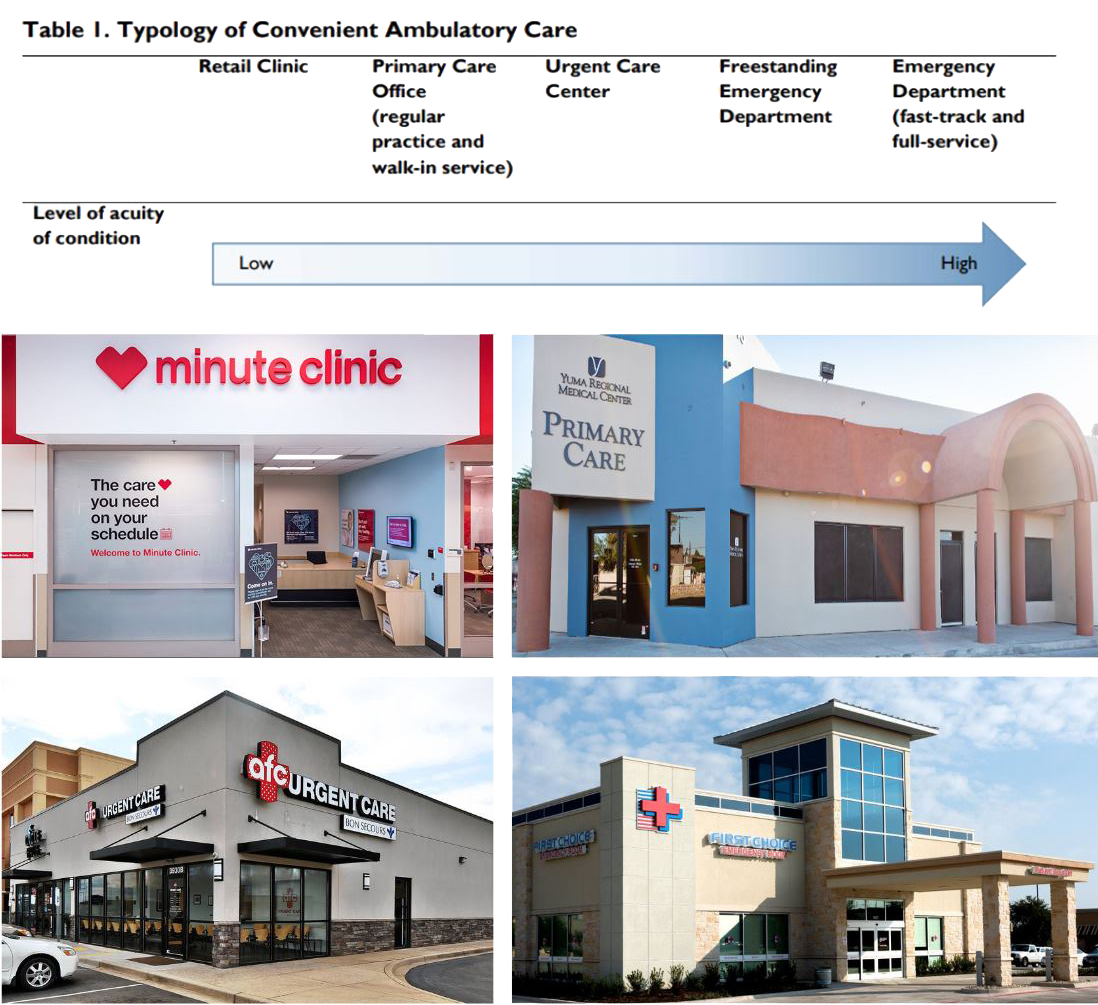 Table 1. Typology of Convenient Ambulatory Care
Retail Clinic
Primary Care
Office
(regular
practice and
walk-in service)
Urgent Care
Center
Freestanding
Emergency
Department
Emergency
Department
(fast-track and
full-service)
Level of acuity
of condition
Low
High
minute clinic
The care
you need
on your
schedule
Welcome to Minute Clinic.
Come on in.
YUMA REGIONAL
MEDICAL CENTER
PRIMARY
CARE
afc URGENT CARE
BON SECOURS
afc URGENT CARE
BON SECOURS
FIRST CHOICE
EMERGENCY ROOM
FIRST CHOICE
EMERGENCY ROOM